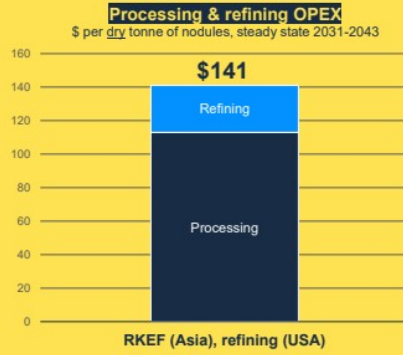 Processing & refining OPEX
$ per dry tonne of nodules, steady state 2031-2043
160
$141
140
Refining
120
100
80
Processing
60
40
20
0
RKEF (Asia), refining (USA)